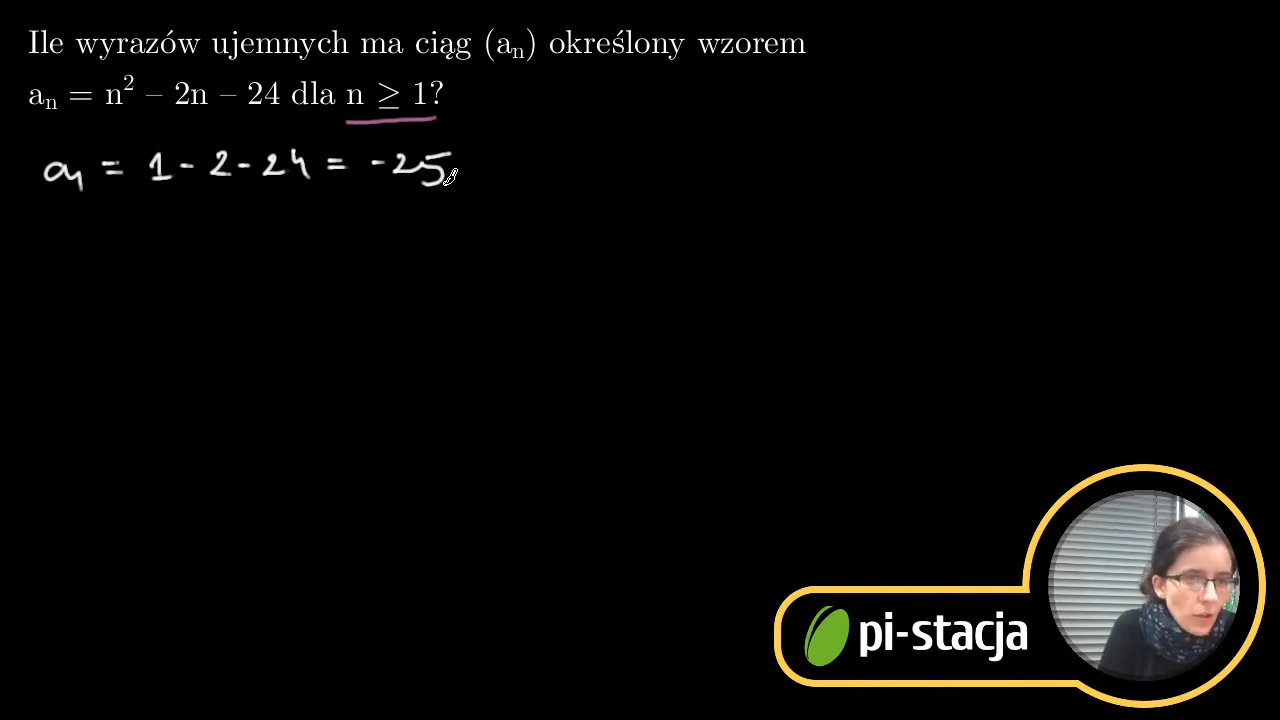 Ile wyrazów ujemnych ma ciąg (aₙ) określony wzorem
aₙ = n² – 2n – 24 dla n ≥ 1?
a₁ = 1 - 2 - 24 = -25
pi-stacja